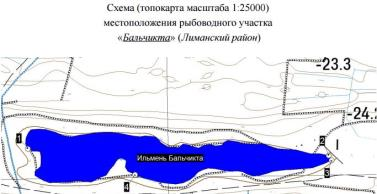 Схема (топокарта масштаба 1:25000)
местоположения рыбоводного участка
«Бальчикта» (Лиманский район)
-23.3
-24.2
1
2
Ильмень Бальчикта
3
4